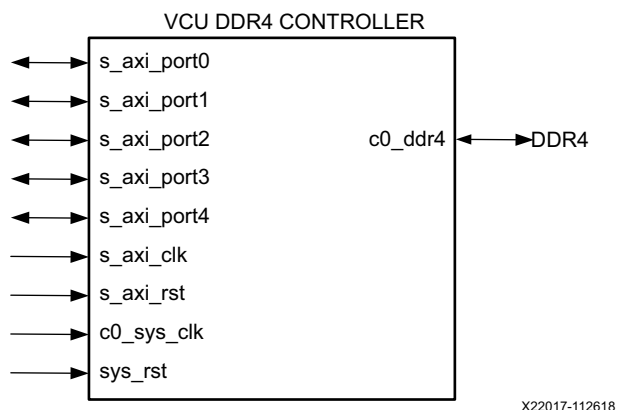 VCU DDR4 CONTROLLER
s_axi_port0
s_axi_port1
s_axi_port2
c0_ddr4
DDR4
s_axi_port3
s_axi_port4
s_axi_clk
s_axi_rst
c0_sys_clk
sys_rst
X22017-112618